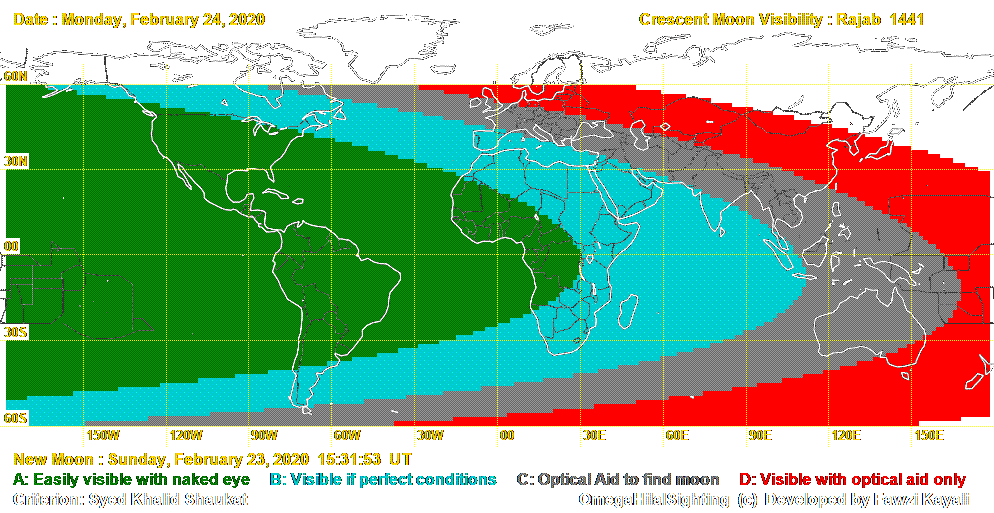 Date : Monday, February 24, 2020 Crescent Moon Visibility : Rajab 1441
60N
30N
00
30S
60S
150W 120W 90W 60W 30W 00 30E 60E 90E 120E 150E
New Moon : Sunday, February 23, 2020 15:31:53 UT
A: Easily visible with naked eye B: Visible if perfect conditions C: Optical Aid to find moon D: Visible with optical aid only
Criterion: Syed Khalid Shaukat OmegaHilalSighting (c) Developed by Fawzi Kayali